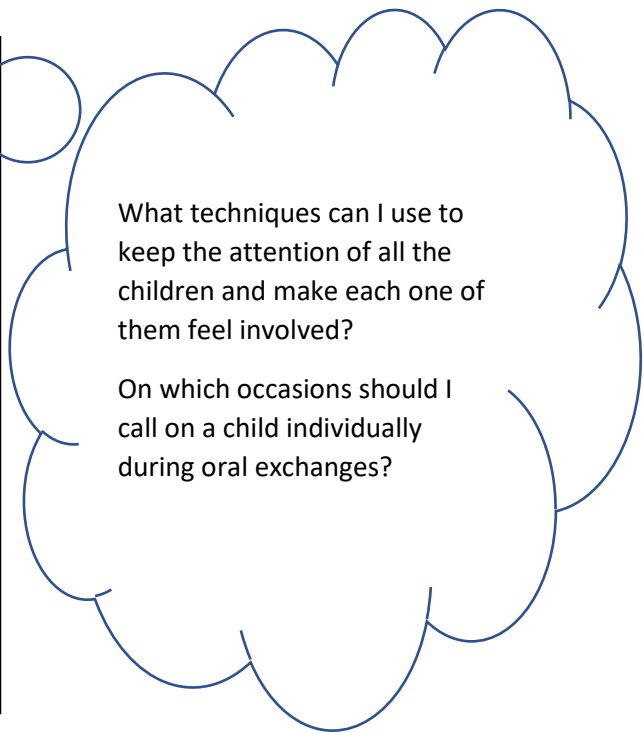 What techniques can I use to
keep the attention of all the
children and make each one of
them feel involved?
On which occasions should I
call on a child individually
during oral exchanges?